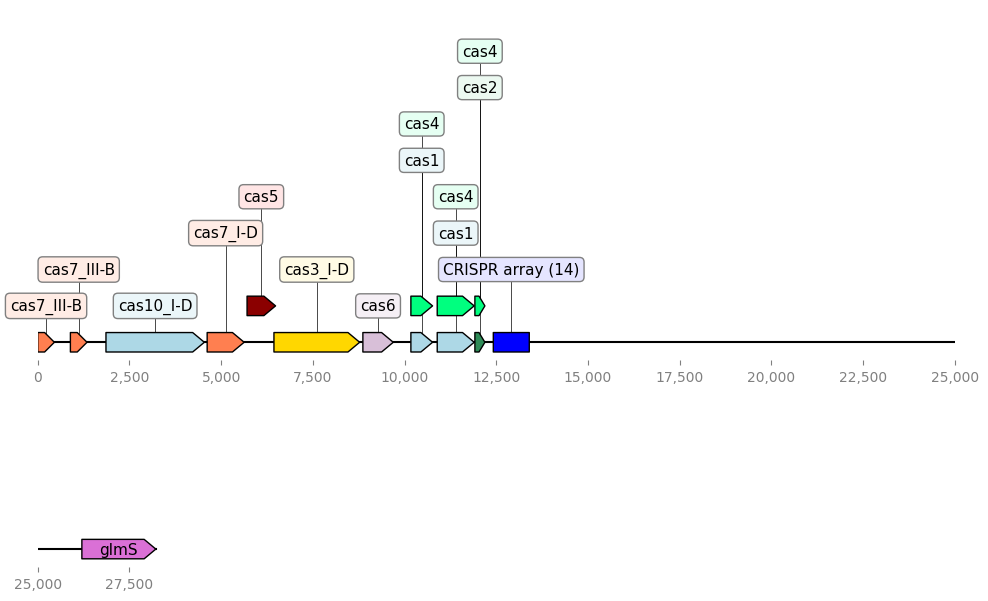 cas4
cas2
cas4
cas1
cas5
cas4
cas7_I-D
cas1
cas7_III-B
cas3_I-D
CRISPR array (14)
cas7_III-B
cas10_I-D
cas6
0 2,500 5,000 7,500 10,000 12,500 15,000 17,500 20,000 22,500 25,000
glmS
25,000 27,500